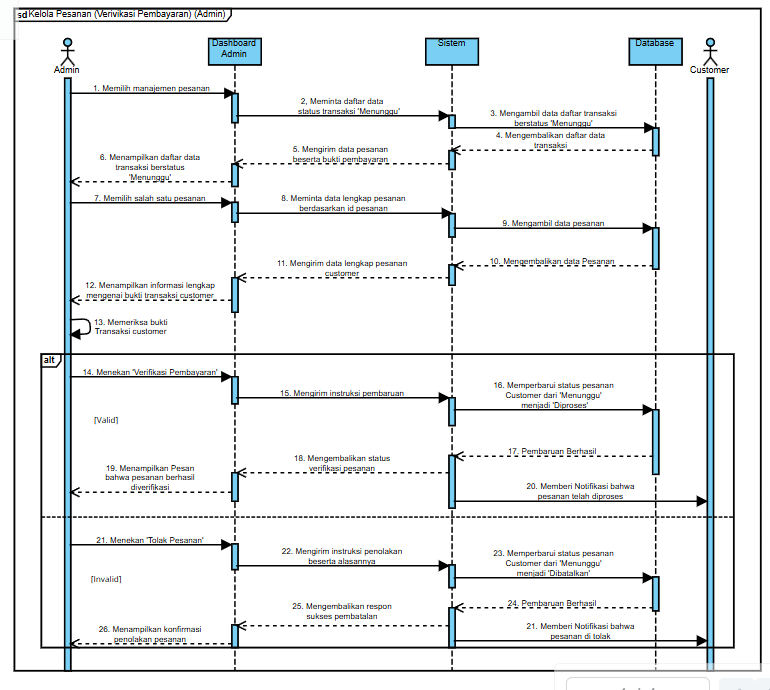 sd Kelola Pesanan (Verivikasi Pembayaran) (Admin)
Admin
Dashboard
Admin
Sistem
Database
Customer
1. Memilih manajemen pesanan
2, Meminta daftar data
status transaksi 'Menunggu'
3. Mengambil data daftar transaksi
berstatus 'Menunggu'
4. Mengembalikan daftar data
transaksi
5. Mengirim data pesanan
beserta bukti pembayaran
6. Menampilkan daftar data
transaksi berstatus
'Menunggu'
7. Memilih salah satu pesanan
8. Meminta data lengkap pesanan
berdasarkan id pesanan
9. Mengambil data pesanan
10. Mengembalikan data Pesanan
11. Mengirim data lengkap pesanan
customer
12. Menampilkan informasi lengkap
mengenai bukti transaksi customer
13. Memeriksa bukti
Transaksi customer
alt
14. Menekan 'Verifikasi Pembayaran'
15. Mengirim instruksi pembaruan
16. Memperbarui status pesanan
Customer dari 'Menunggu'
menjadi 'Diproses'
[Valid]
17. Pembaruan Berhasil
18. Mengembalikan status
verifikasi pesanan
19. Menampilkan Pesan
bahwa pesanan berhasil
diverifikasi
20. Memberi Notifikasi bahwa
pesanan telah diproses
21. Menekan 'Tolak Pesanan'
22. Mengirim instruksi penolakan
beserta alasannya
23. Memperbarui status pesanan
Customer dari 'Menunggu'
menjadi 'Dibatalkan'
[Invalid]
24. Pembaruan Berhasil
25. Mengembalikan respon
sukses pembatalan
26. Menampilkan konfirmasi
penolakan pesanan
21. Memberi Notifikasi bahwa
pesanan di tolak